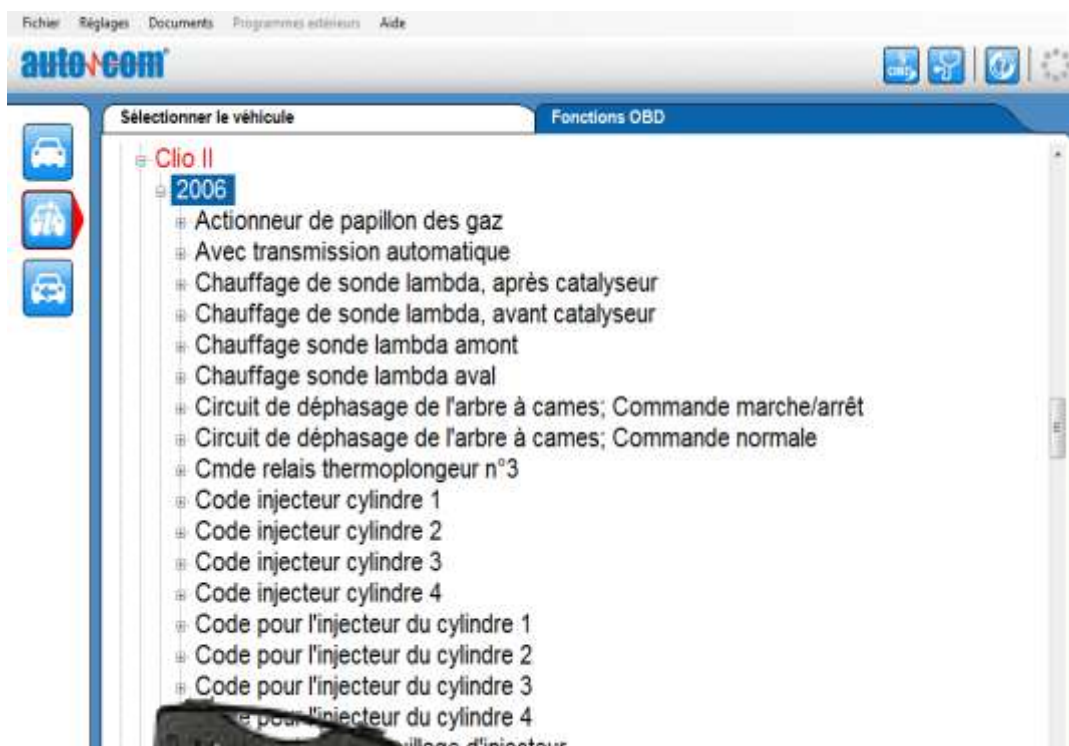 Fichier Réglages Documents Programmes extérieurs Aide
autocom
OBD
Sélectionner le véhicule Fonctions OBD
Clio II
2006
Actionneur de papillon des gaz
Avec transmission automatique
Chauffage de sonde lambda, après catalyseur
Chauffage de sonde lambda, avant catalyseur
Chauffage sonde lambda amont
Chauffage sonde lambda aval
Circuit de déphasage de l'arbre à cames; Commande marche/arrêt
Circuit de déphasage de l'arbre à cames; Commande normale
Cmde relais thermoplongeur n°3
Code injecteur cylindre 1
Code injecteur cylindre 2
Code injecteur cylindre 3
Code injecteur cylindre 4
Code pour l'injecteur du cylindre 1
Code pour l'injecteur du cylindre 2
Code pour l'injecteur du cylindre 3
pour l'injecteur du cylindre 4
d'injecteur